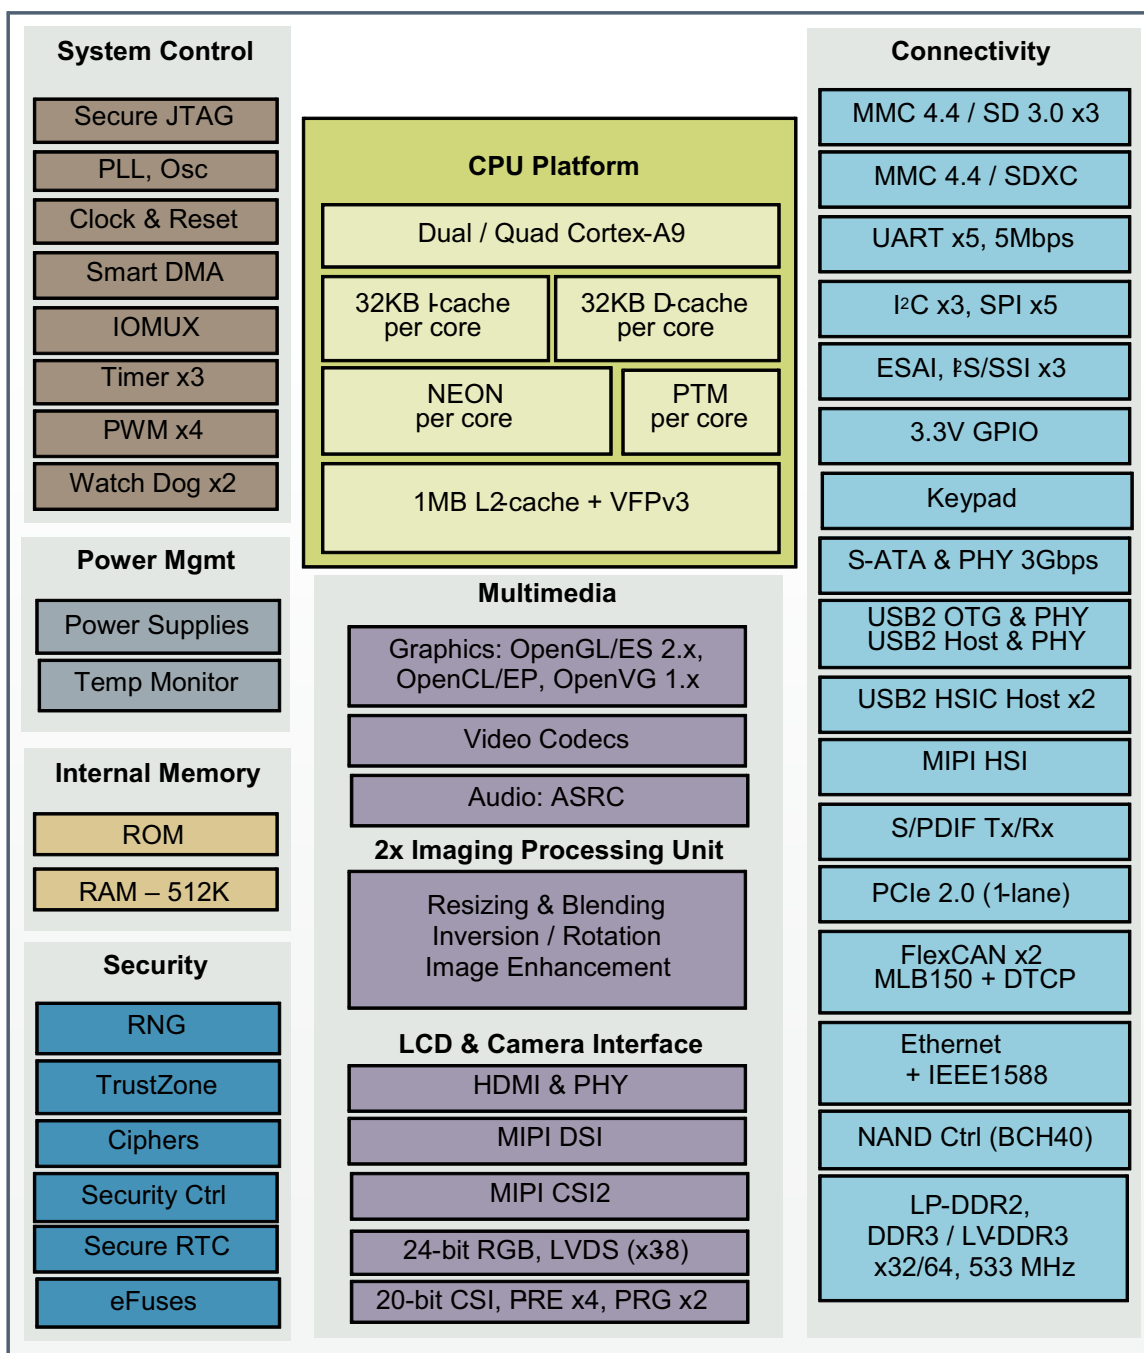 System Control
Secure JTAG
PLL, Osc
Clock & Reset
Smart DMA
IOMUX
Timer x3
PWM x4
Watch Dog x2
Power Mgmt
Power Supplies
Temp Monitor
Internal Memory
ROM
RAM – 512K
Security
RNG
TrustZone
Ciphers
Security Ctrl
Secure RTC
eFuses
CPU Platform
Dual / Quad Cortex-A9
32KB I-cache
per core
32KB D-cache
per core
NEON
per core
PTM
per core
1MB L2-cache + VFPv3
Multimedia
Graphics: OpenGL/ES 2.x,
OpenCL/EP, OpenVG 1.x
Video Codecs
Audio: ASRC
2x Imaging Processing Unit
Resizing & Blending
Inversion / Rotation
Image Enhancement
LCD & Camera Interface
HDMI & PHY
MIPI DSI
MIPI CSI2
24-bit RGB, LVDS (x3-8)
20-bit CSI, PRE x4, PRG x2
Connectivity
MMC 4.4 / SD 3.0 x3
MMC 4.4 / SDXC
UART x5, 5Mbps
I²C x3, SPI x5
ESAI, I²S/SSI x3
3.3V GPIO
Keypad
S-ATA & PHY 3Gbps
USB2 OTG & PHY
USB2 Host & PHY
USB2 HSIC Host x2
MIPI HSI
S/PDIF Tx/Rx
PCIe 2.0 (1-lane)
FlexCAN x2
MLB150 + DTCP
Ethernet
+ IEEE1588
NAND Ctrl (BCH40)
LP-DDR2,
DDR3 / LV-DDR3
x32/64, 533 MHz